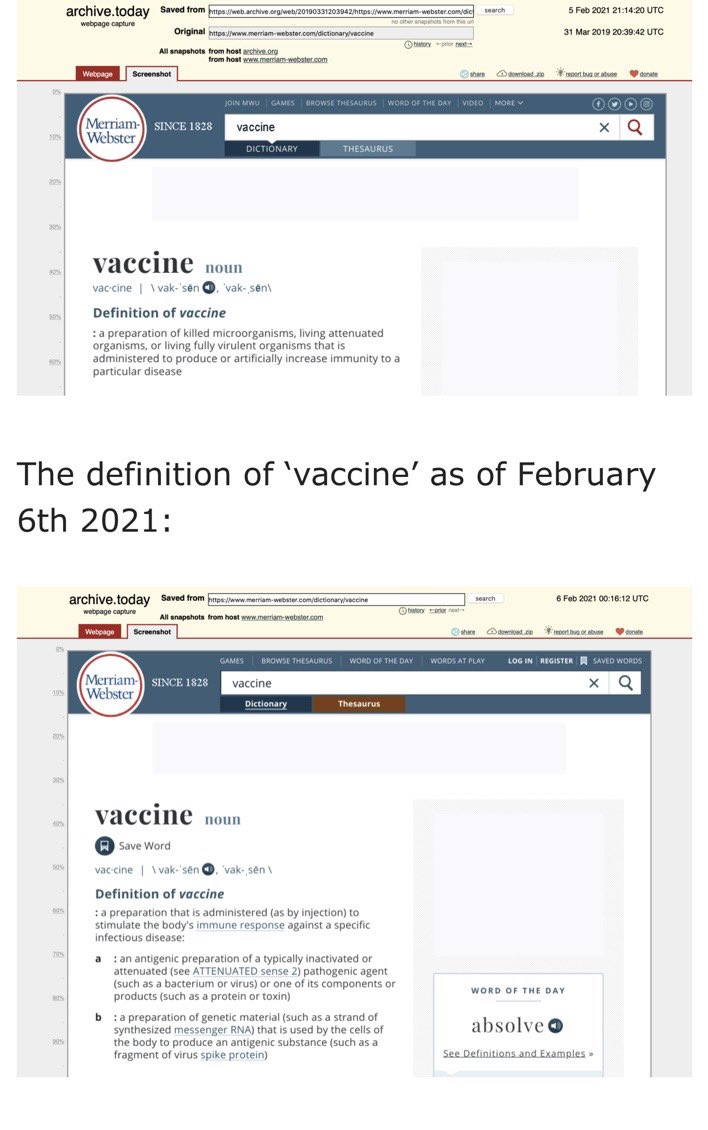 archive.today
webpage capture
Saved from https://web.archive.org/web/20190331203942/https://www.merriam-webster.com/dic search 5 Feb 2021 21:14:20 UTC
no other snapshots from this url
Original https://www.merriam-webster.com/dictionary/vaccine 31 Mar 2019 20:39:42 UTC
history ←prior next→
All snapshots from host archive.org
from host www.merriam-webster.com
Webpage Screenshot share download .zip report bug or abuse donate
0%
JOIN MWU | GAMES | BROWSE THESAURUS | WORD OF THE DAY | VIDEO | MORE
Merriam-
Webster
SINCE 1828
vaccine
10%
DICTIONARY THESAURUS
20%
30%
vaccine noun
40%
vac·cine | \ vak-ˈsēn , ˈvak-ˌsēn\
Definition of vaccine
50%
: a preparation of killed microorganisms, living attenuated
organisms, or living fully virulent organisms that is
administered to produce or artificially increase immunity to a
60%
particular disease
The definition of ‘vaccine’ as of February
6th 2021:
archive.today
webpage capture
Saved from https://www.merriam-webster.com/dictionary/vaccine search 6 Feb 2021 00:16:12 UTC
history ←prior next→
All snapshots from host www.merriam-webster.com
Webpage Screenshot share download .zip report bug or abuse donate
0%
GAMES | BROWSE THESAURUS | WORD OF THE DAY | WORDS AT PLAY LOG IN | REGISTER | SAVED WORDS
Merriam-
Webster
SINCE 1828
vaccine
10%
Dictionary Thesaurus
20%
30%
vaccine noun
40%
Save Word
50%
vac·cine | \ vak-ˈsēn , ˈvak-ˌsēn \
Definition of vaccine
60%
: a preparation that is administered (as by injection) to
stimulate the body's immune response against a specific
infectious disease:
70%
a : an antigenic preparation of a typically inactivated or
attenuated (see ATTENUATED sense 2) pathogenic agent
(such as a bacterium or virus) or one of its components or
products (such as a protein or toxin)
80%
b : a preparation of genetic material (such as a strand of
synthesized messenger RNA) that is used by the cells of
the body to produce an antigenic substance (such as a
fragment of virus spike protein)
90%
WORD OF THE DAY
absolve
See Definitions and Examples »